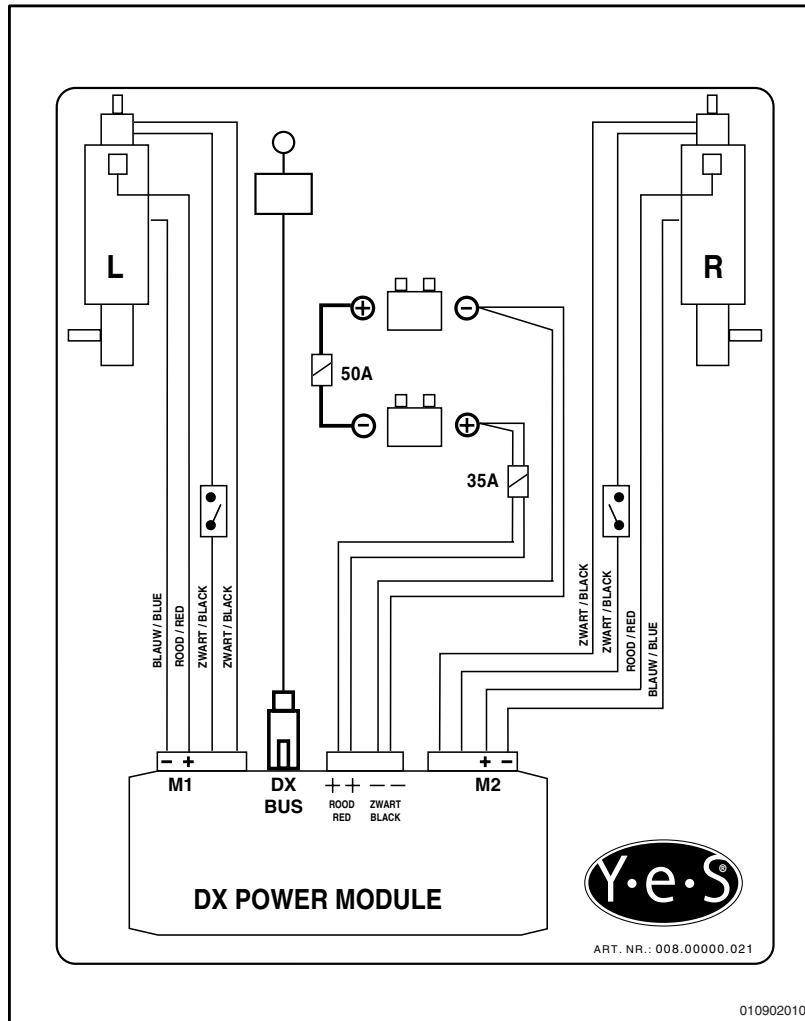 L
R
+
-
50A
-
+
35A
BLAUW / BLUE
ROOD / RED
ZWART / BLACK
ZWART / BLACK
ZWART / BLACK
ZWART / BLACK
ROOD / RED
BLAUW / BLUE
- +
+ -
M1
DX
BUS
+ + - -
ROOD
RED
ZWART
BLACK
M2
DX POWER MODULE
Y·e·S®
ART. NR.: 008.00000.021
010902010